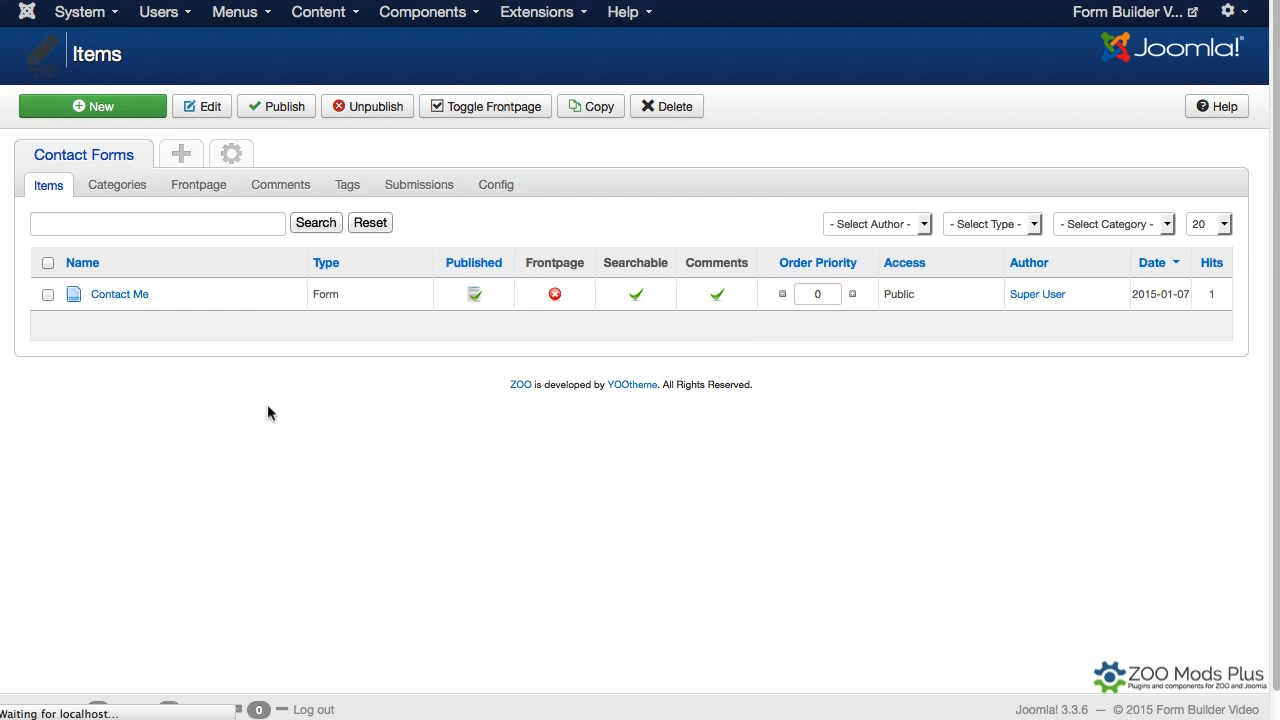 System Users Menus Content Components Extensions Help Form Builder V...
Items Joomla!®
New Edit Publish Unpublish Toggle Frontpage Copy Delete Help
Contact Forms
Items Categories Frontpage Comments Tags Submissions Config
Search Reset - Select Author - - Select Type - - Select Category - 20
Name Type Published Frontpage Searchable Comments Order Priority Access Author Date Hits
Contact Me Form 0 Public Super User 2015-01-07 1
ZOO is developed by YOOtheme. All Rights Reserved.
ZOO Mods Plus
Plugins and components for ZOO and Joomla
Waiting for localhost... 0 Log out Joomla! 3.3.6 — © 2015 Form Builder Video